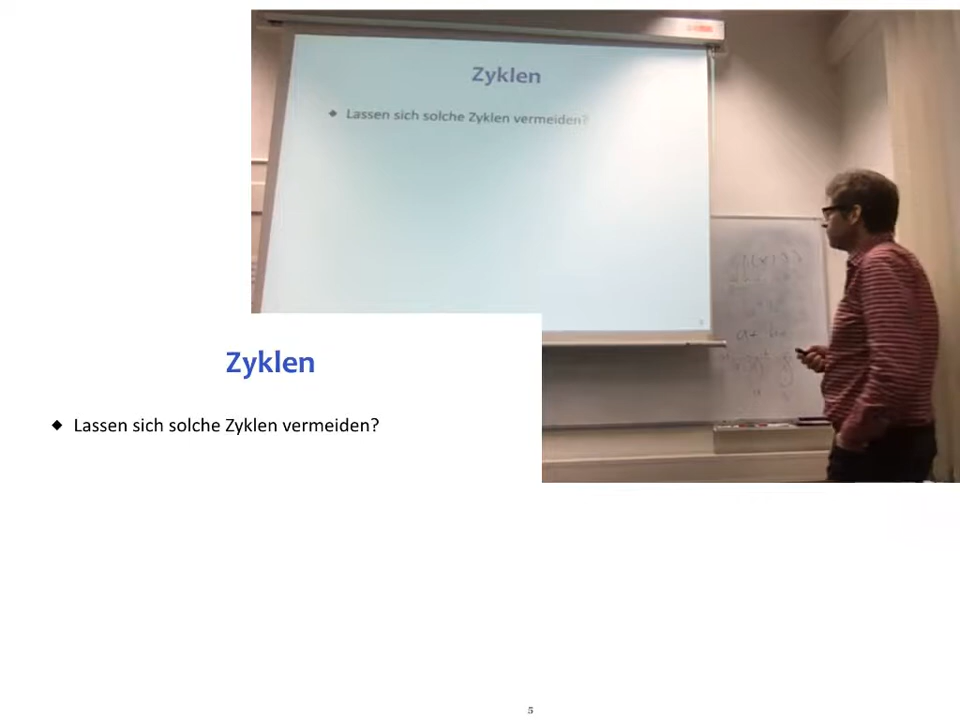 Zyklen
Lassen sich solche Zyklen vermeiden?
Zyklen
◆ Lassen sich solche Zyklen vermeiden?
5